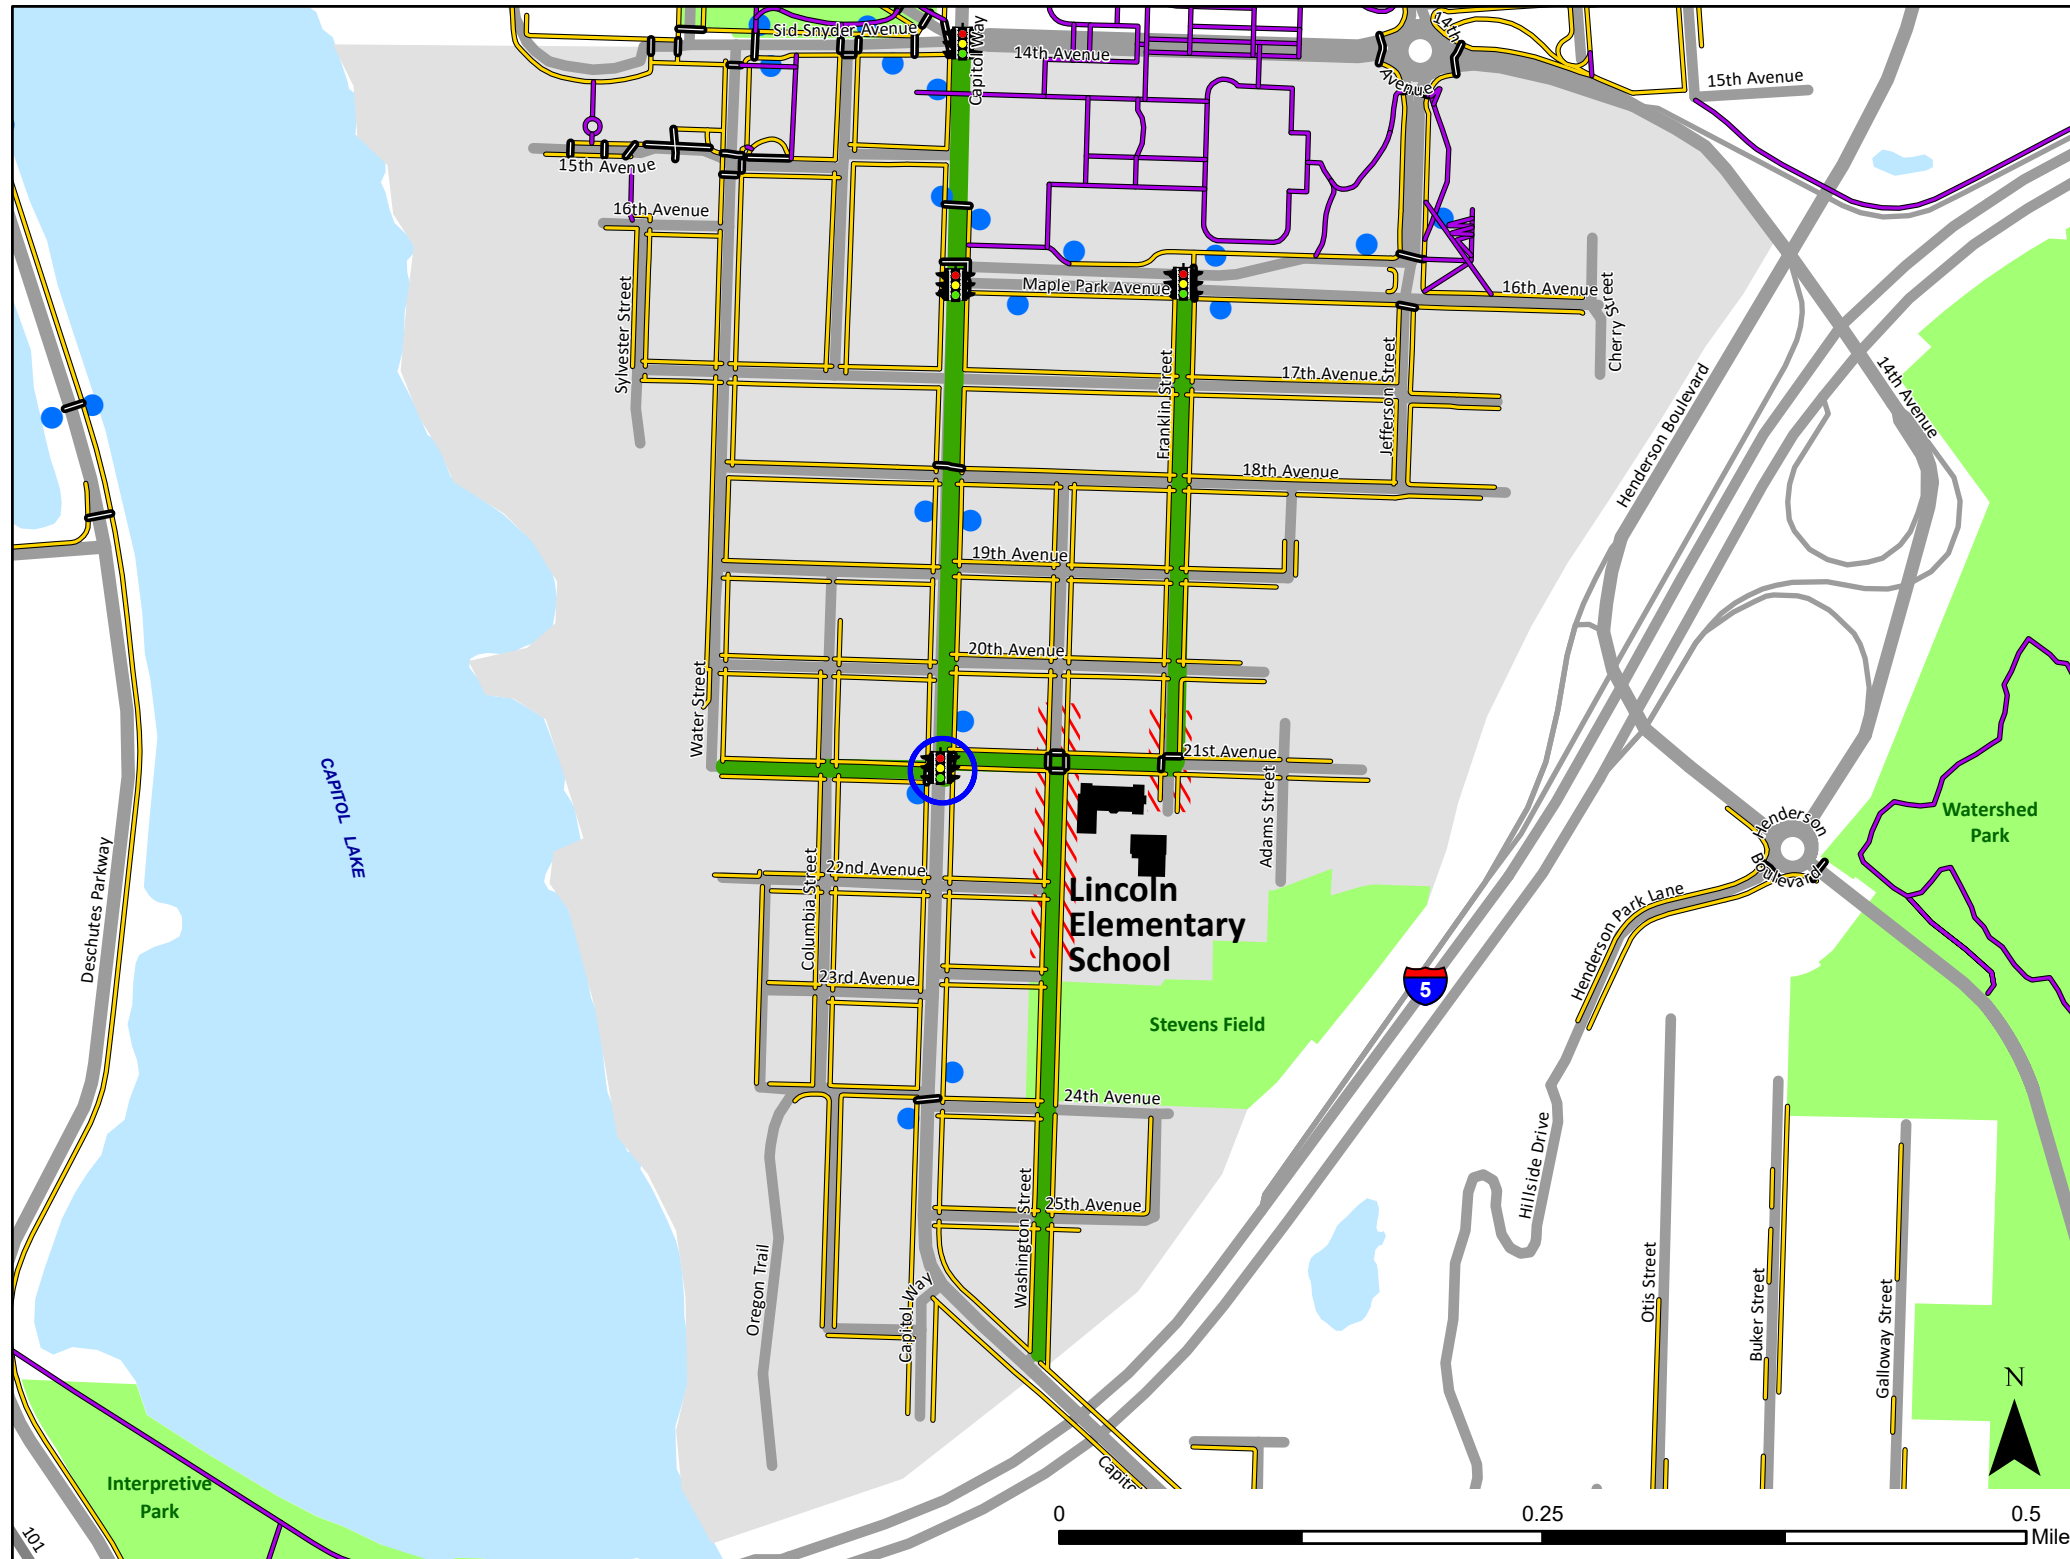 Sid Snyder Avenue
Capitol Way
14th Avenue
14th
Avenue
15th Avenue
15th Avenue
16th Avenue
Sylvester Street
Maple Park Avenue
16th Avenue
Cherry Street
Franklin Street
17th Avenue
Jefferson Street
Henderson Boulevard
14th Avenue
18th Avenue
19th Avenue
20th Avenue
Water Street
21st Avenue
Adams Street
CAPITOL LAKE
Deschutes Parkway
Columbia Street
22nd Avenue
Lincoln
Elementary
School
Henderson
Boulevard
Watershed
Park
Henderson Park Lane
23rd Avenue
5
Stevens Field
24th Avenue
Hillside Drive
25th Avenue
Washington Street
Oregon Trail
Capitol Way
Otis Street
Buker Street
Galloway Street
N
Interpretive
Park
101
Capito
0
0.25
0.5
Mile